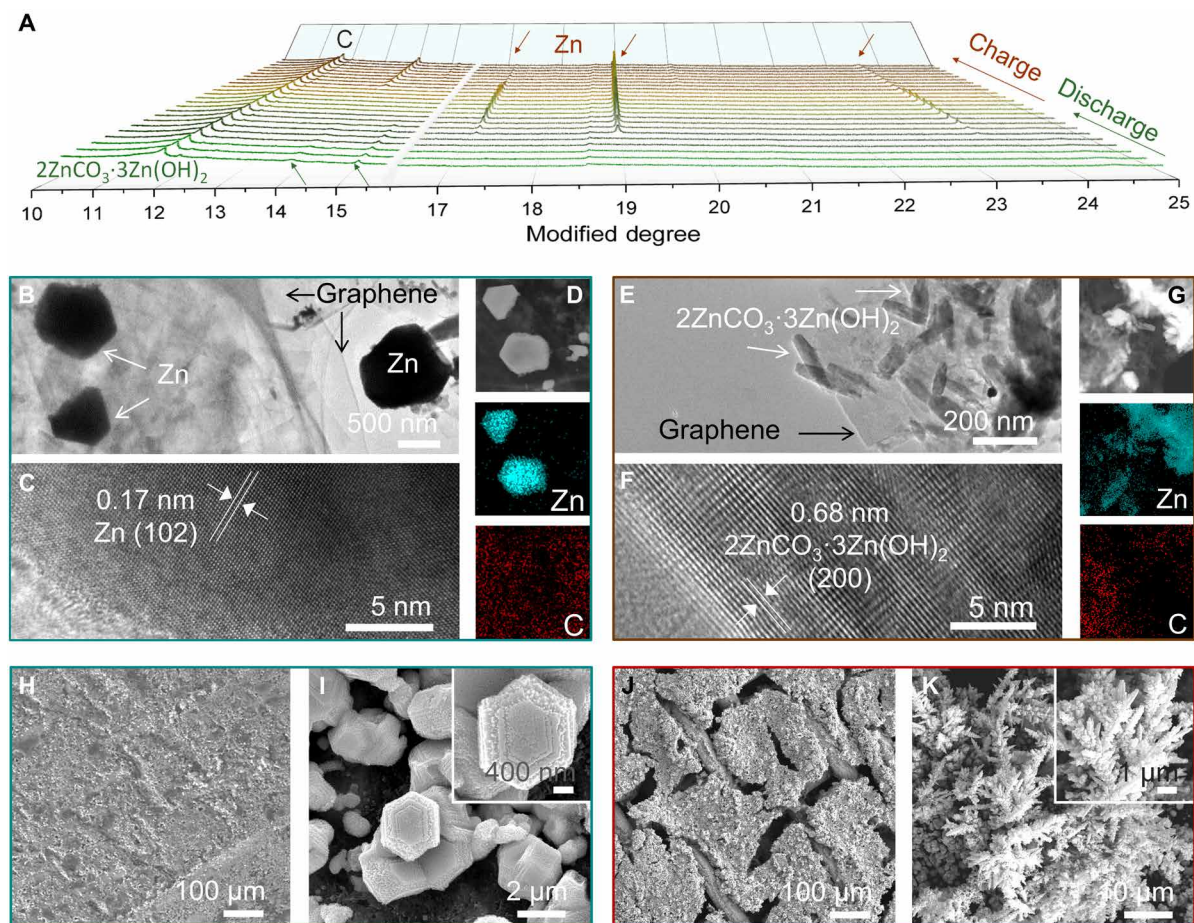 A
C
Zn
Charge
Discharge
2ZnCO₃·3Zn(OH)₂
10 11 12 13 14 15 17 18 19 20 21 22 23 24 25
Modified degree
B
Graphene
Zn
Zn
500 nm
C
0.17 nm
Zn (102)
5 nm
D
Zn
C
E
2ZnCO₃·3Zn(OH)₂
Graphene
200 nm
F
0.68 nm
2ZnCO₃·3Zn(OH)₂
(200)
5 nm
G
Zn
C
H
100 µm
I
400 nm
2 µm
J
100 µm
K
1 µm
10 µm